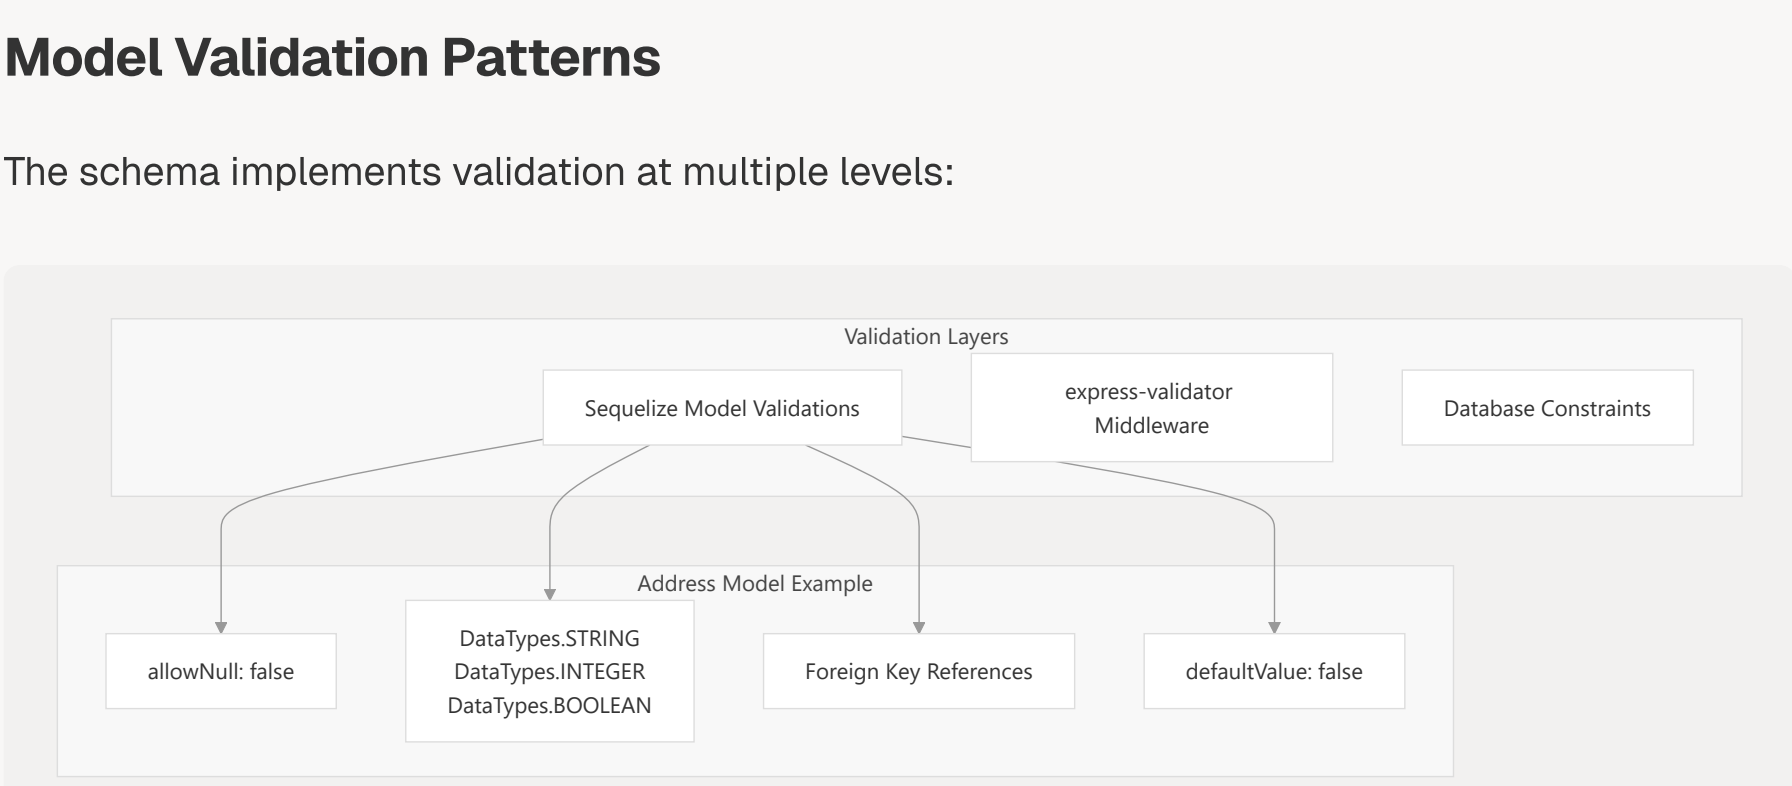 Model Validation Patterns
The schema implements validation at multiple levels:
Validation Layers
Sequelize Model Validations
express-validator
Middleware
Database Constraints
Address Model Example
allowNull: false
DataTypes.STRING
DataTypes.INTEGER
DataTypes.BOOLEAN
Foreign Key References
defaultValue: false